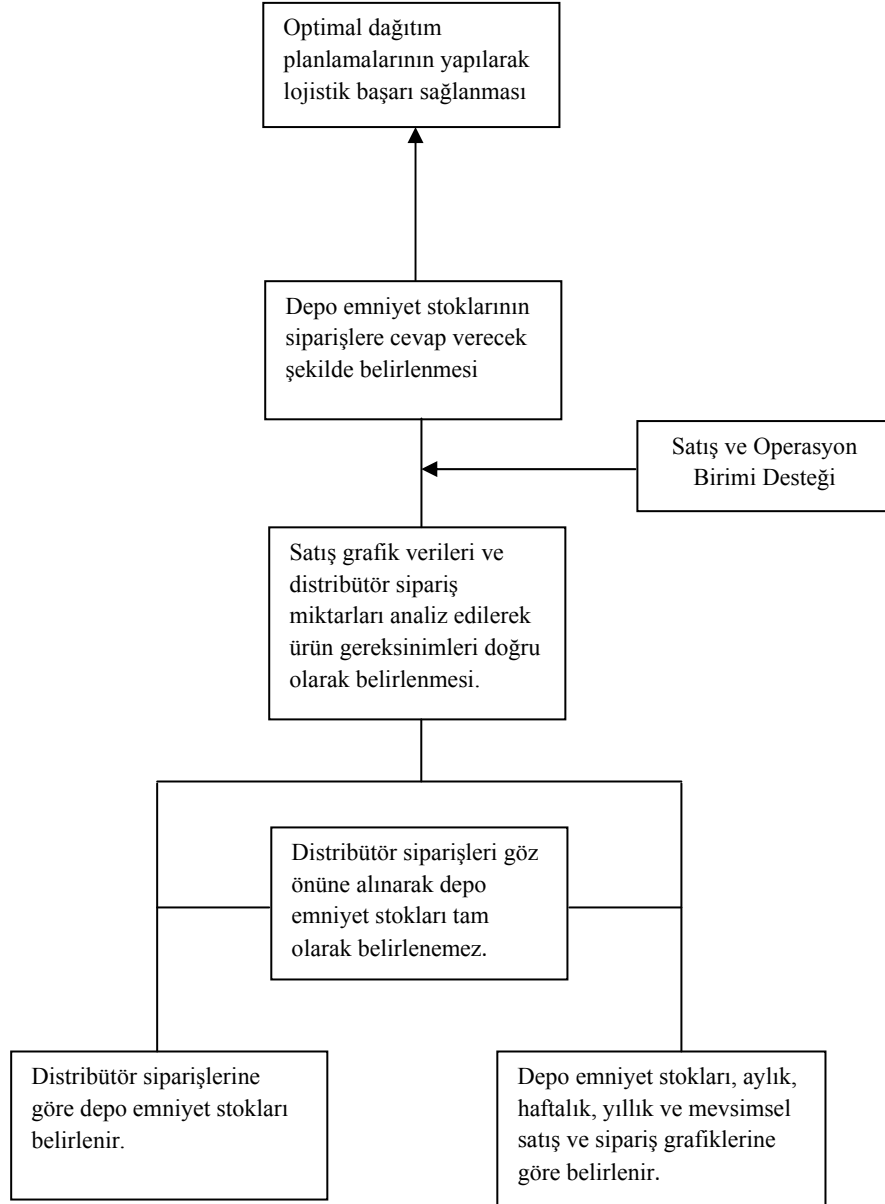 Optimal dağıtım
planlamalarının yapılarak
lojistik başarı sağlanması
Depo emniyet stoklarının
siparişlere cevap verecek
şekilde belirlenmesi
Satış ve Operasyon
Birimi Desteği
Satış grafik verileri ve
distribütör sipariş
miktarları analiz edilerek
ürün gereksinimleri doğru
olarak belirlenmesi.
Distribütör siparişleri göz
önüne alınarak depo
emniyet stokları tam
olarak belirlenemez.
Distribütör siparişlerine
göre depo emniyet stokları
belirlenir.
Depo emniyet stokları, aylık,
haftalık, yıllık ve mevsimsel
satış ve sipariş grafiklerine
göre belirlenir.